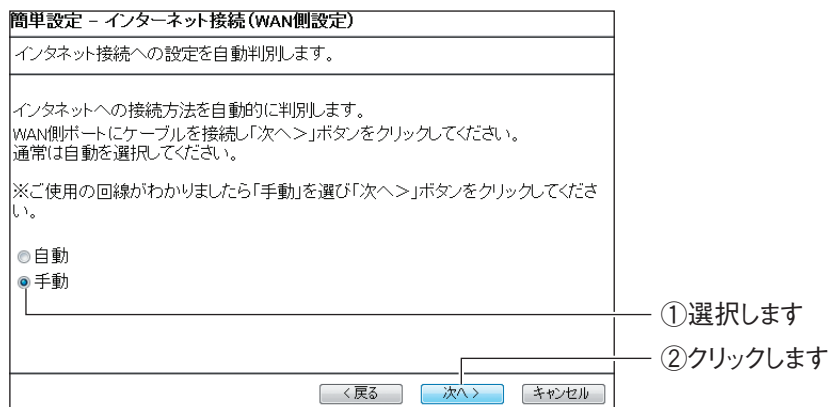 簡単設定 － インターネット接続（WAN側設定）
インタネット接続への設定を自動判別します。
インタネットへの接続方法を自動的に判別します。
WAN側ポートにケーブルを接続し「次へ＞」ボタンをクリックしてください。
通常は自動を選択してください。
※ご使用の回線がわかりましたら「手動」を選び「次へ＞」ボタンをクリックしてくださ
い。
自動
手動
①選択します
②クリックします
＜戻る 次へ＞ キャンセル